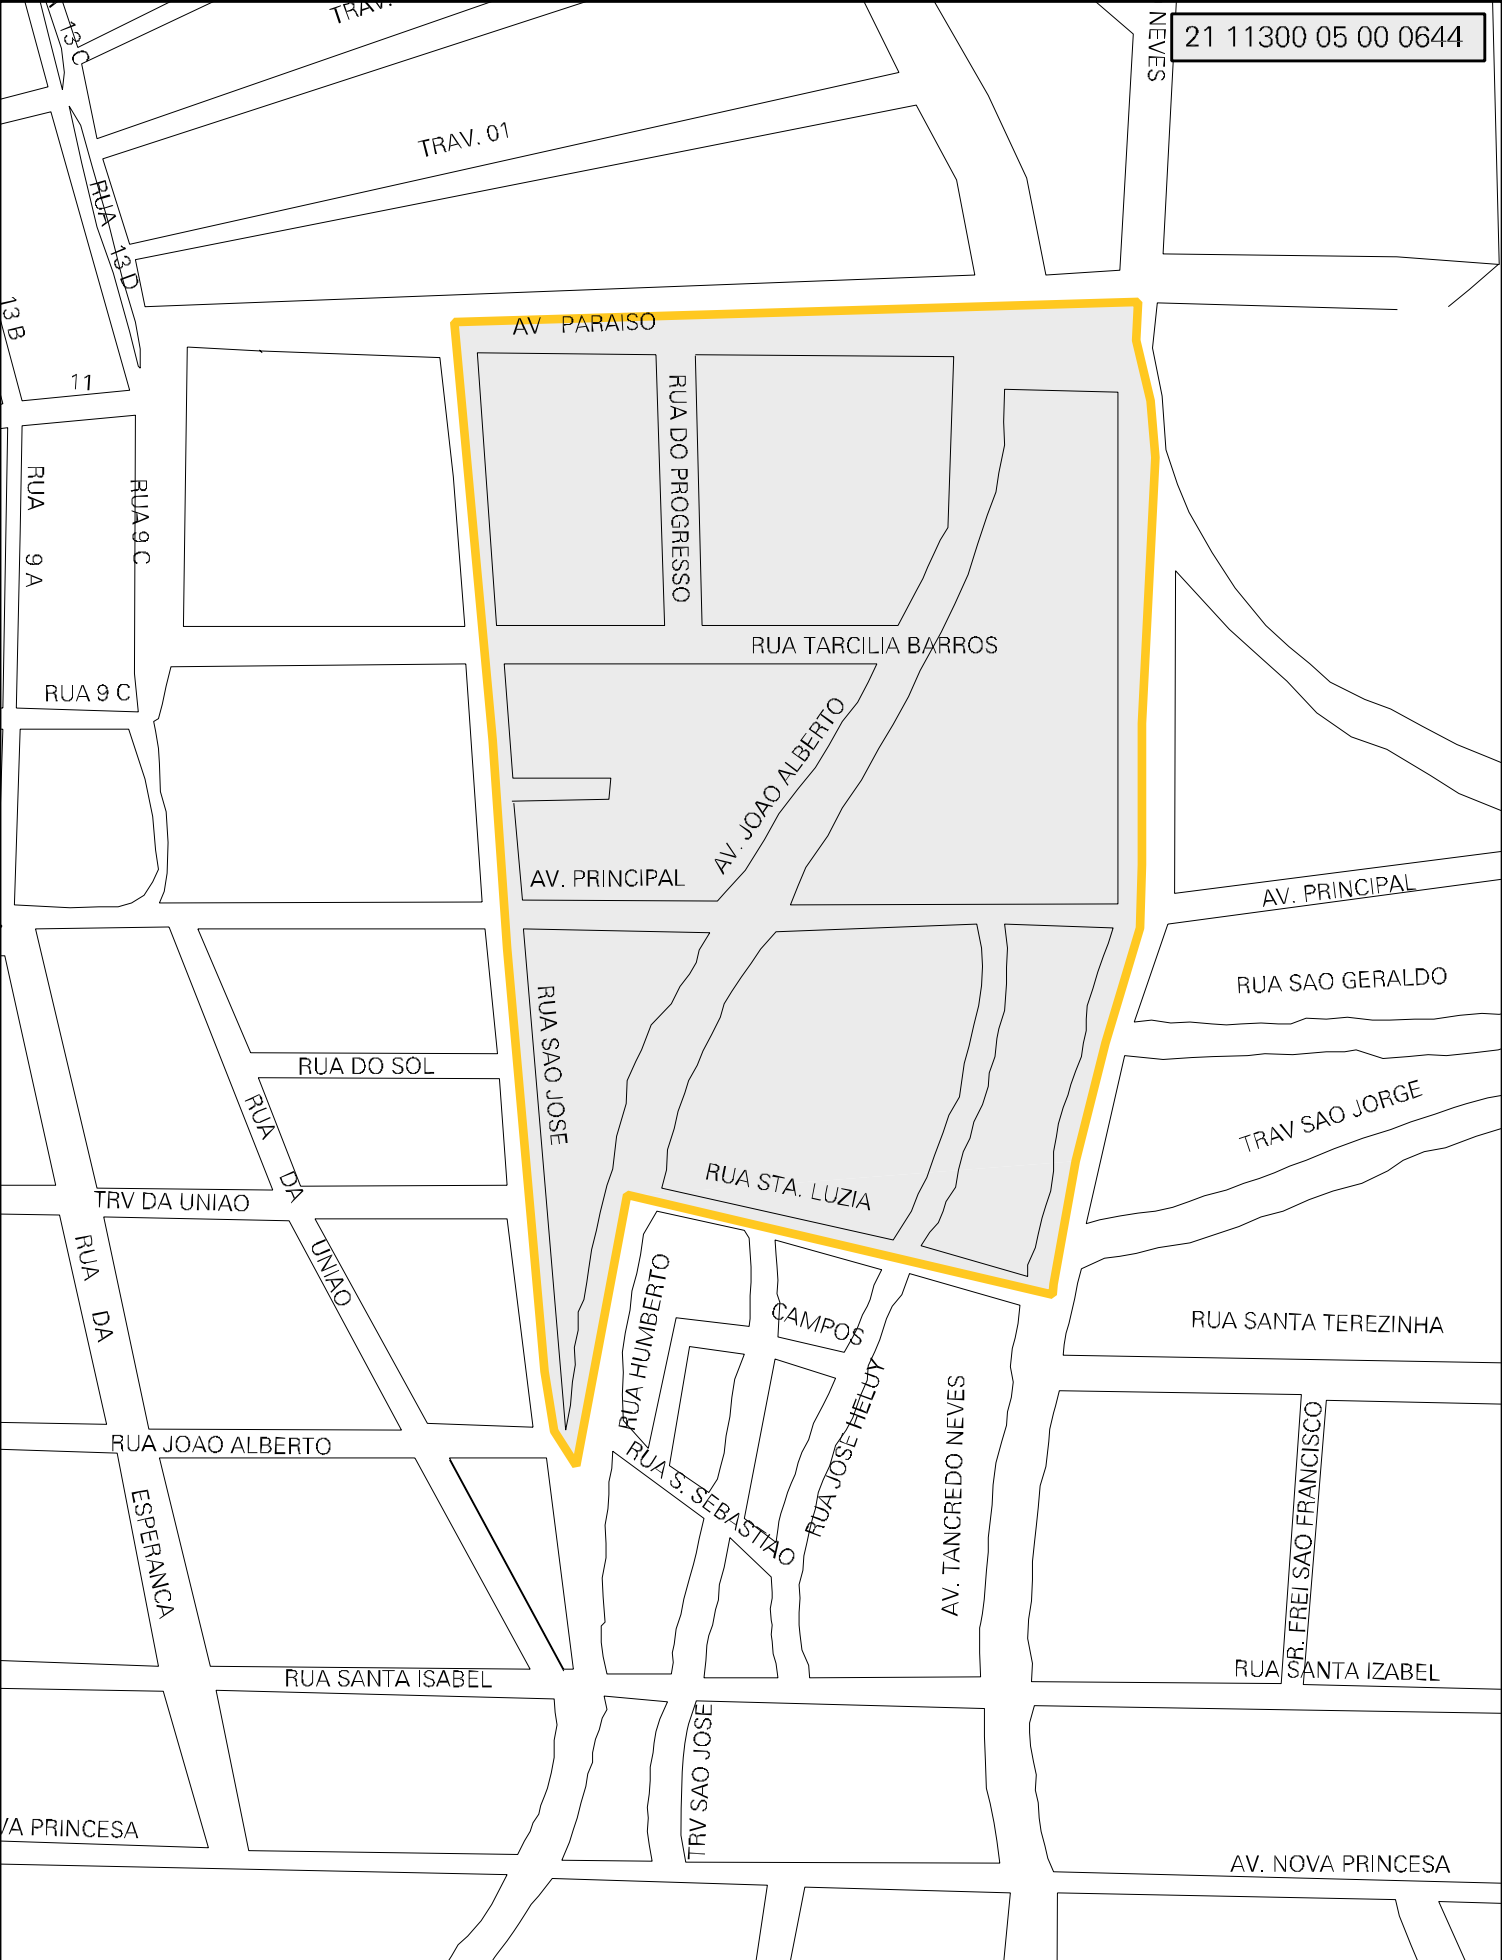 21 11300 05 00 0644
NEVES
13 C
TRAV.
TRAV. 01
RUA 13 D
13 B
11
AV PARAISO
RUA DO PROGRESSO
RUA 9 A
RUA 9 C
RUA TARCILIA BARROS
RUA 9 C
AV. JOAO ALBERTO
AV. PRINCIPAL
AV. PRINCIPAL
RUA SAO GERALDO
RUA SAO JOSE
RUA DO SOL
RUA DA UNIAO
TRAV SAO JORGE
RUA STA. LUZIA
TRV DA UNIAO
RUA DA ESPERANCA
RUA HUMBERTO CAMPOS
RUA SANTA TEREZINHA
RUA JOSE HELUY
AV. TANCREDO NEVES
R. FREI SAO FRANCISCO
RUA JOAO ALBERTO
RUA S. SEBASTIAO
RUA SANTA ISABEL
RUA SANTA IZABEL
TRV SAO JOSE
VA PRINCESA
AV. NOVA PRINCESA